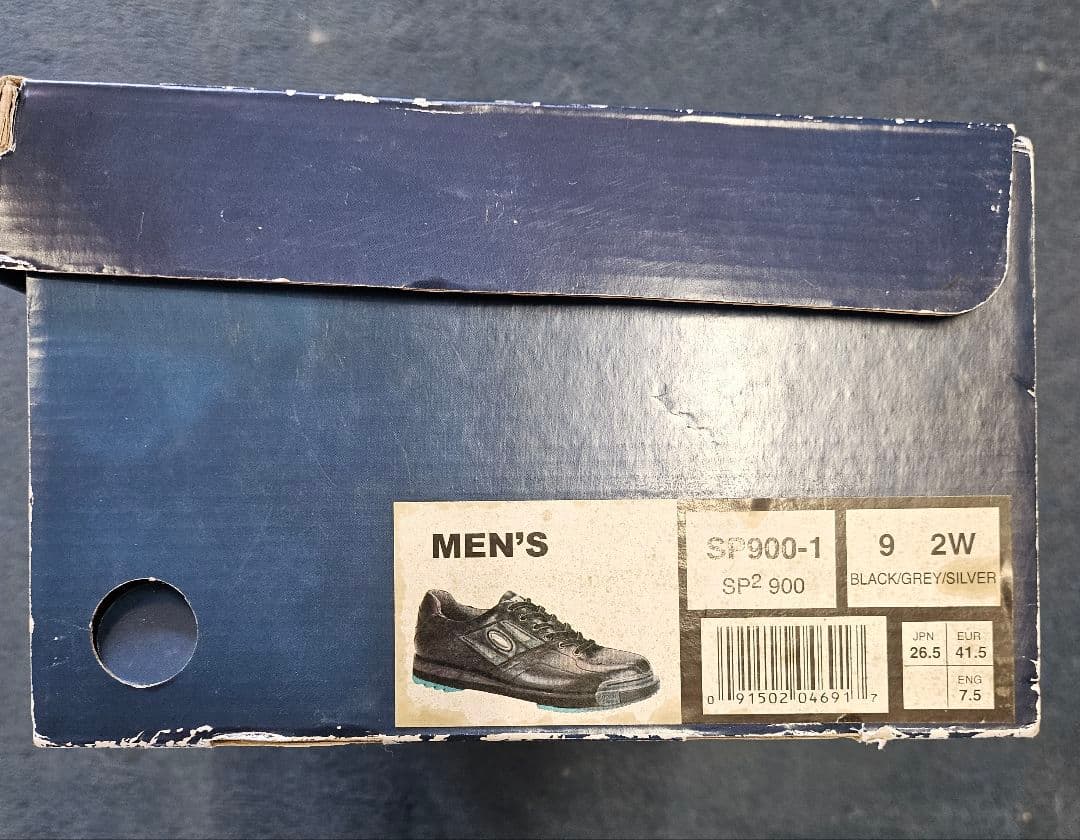 MEN'S
SP900-1
SP2 900
9 2W
BLACK/GREY/SILVER
0 91502 04691 7
JPN
26.5
EUR
41.5
ENG
7.5